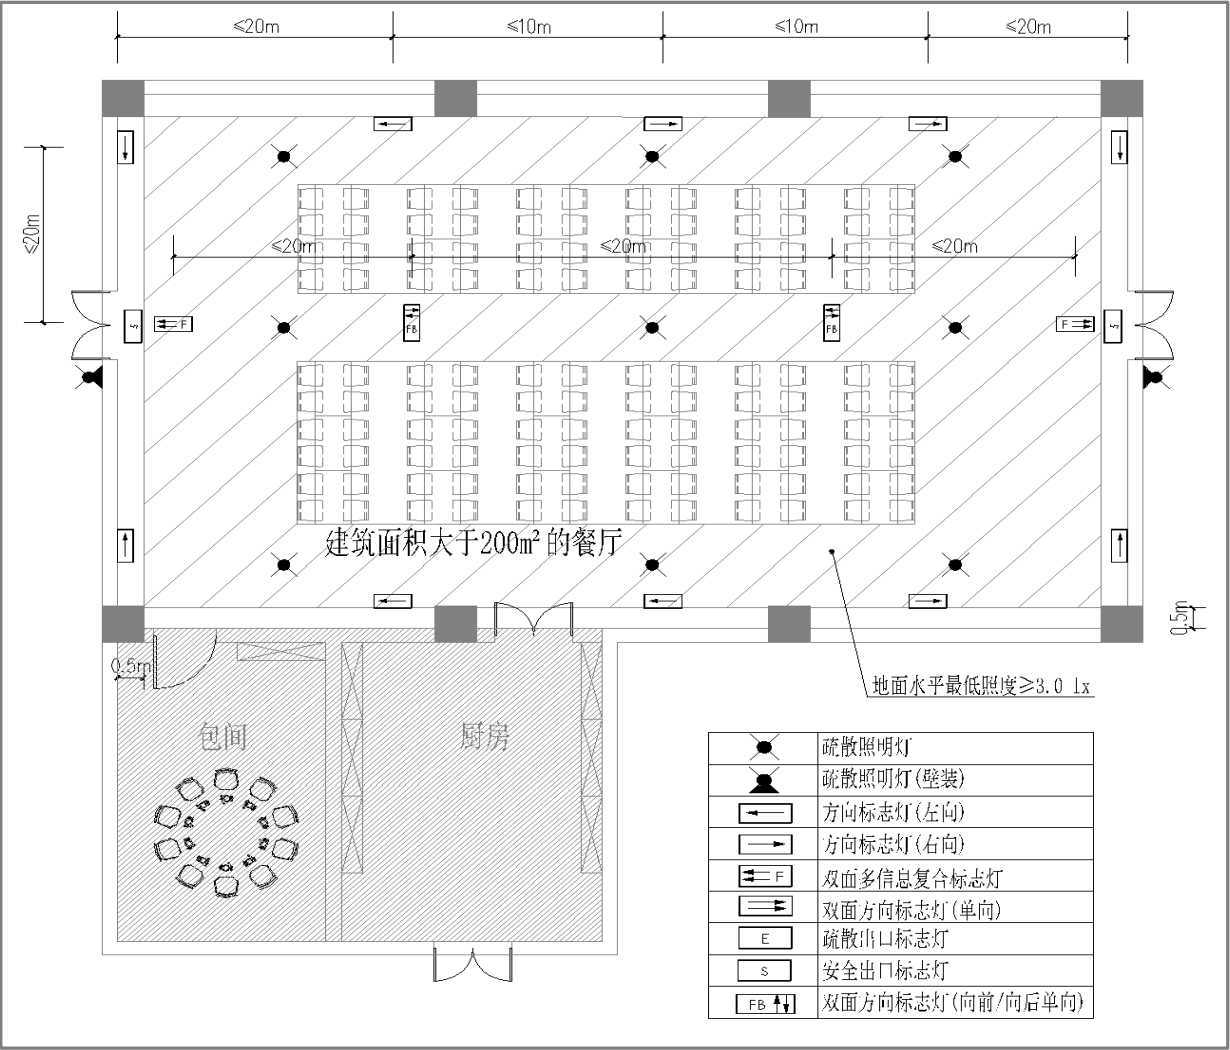 ≤20m ≤10m ≤10m ≤20m
≤20m
≤20m ≤20m ≤20m
F FB FB F
S S
建筑面积大于200m²的餐厅
0.5m
0.5m
地面水平最低照度≥3.0 lx
包间 厨房
疏散照明灯
疏散照明灯(壁装)
← 方向标志灯(左向)
→ 方向标志灯(右向)
F 双面多信息复合标志灯
双面方向标志灯(单向)
E 疏散出口标志灯
S 安全出口标志灯
FB 双面方向标志灯(向前/向后单向)